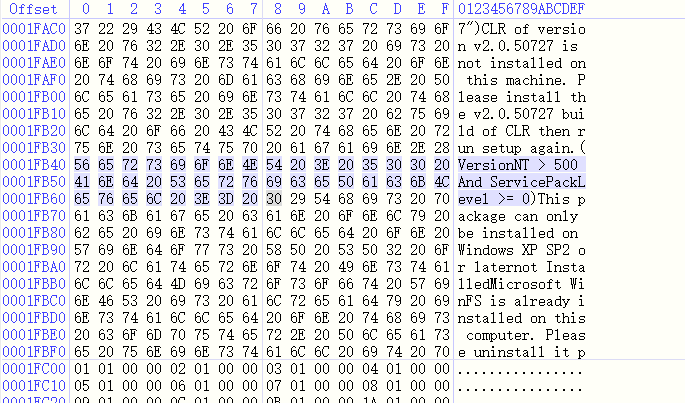 Offset 0 1 2 3 4 5 6 7 8 9 A B C D E F 0123456789ABCDEF
0001FAC0 37 22 29 43 4C 52 20 6F 66 20 76 65 72 73 69 6F 7")CLR of versio
0001FAD0 6E 20 76 32 2E 30 2E 35 30 37 32 37 20 69 73 20 n v2.0.50727 is
0001FAE0 6E 6F 74 20 69 6E 73 74 61 6C 6C 65 64 20 6F 6E not installed on
0001FAF0 20 74 68 69 73 20 6D 61 63 68 69 6E 65 2E 20 50 this machine. P
0001FB00 6C 65 61 73 65 20 69 6E 73 74 61 6C 6C 20 74 68 lease install th
0001FB10 65 20 76 32 2E 30 2E 35 30 37 32 37 20 62 75 69 e v2.0.50727 bui
0001FB20 6C 64 20 6F 66 20 43 4C 52 20 74 68 65 6E 20 72 ld of CLR then r
0001FB30 75 6E 20 73 65 74 75 70 20 61 67 61 69 6E 2E 28 un setup again.(
0001FB40 56 65 72 73 69 6F 6E 4E 54 20 3E 20 35 30 30 20 VersionNT > 500
0001FB50 41 6E 64 20 53 65 72 76 69 63 65 50 61 63 6B 4C And ServicePackL
0001FB60 65 76 65 6C 20 3E 3D 20 30 29 54 68 69 73 20 70 evel >= 0)This p
0001FB70 61 63 6B 61 67 65 20 63 61 6E 20 6F 6E 6C 79 20 ackage can only
0001FB80 62 65 20 69 6E 73 74 61 6C 6C 65 64 20 6F 6E 20 be installed on
0001FB90 57 69 6E 64 6F 77 73 20 58 50 20 53 50 32 20 6F Windows XP SP2 o
0001FBA0 72 20 6C 61 74 65 72 6E 6F 74 20 49 6E 73 74 61 r laternot Insta
0001FBB0 6C 6C 65 64 4D 69 63 72 6F 73 6F 66 74 20 57 69 lledMicrosoft Wi
0001FBC0 6E 46 53 20 69 73 20 61 6C 72 65 61 64 79 20 69 nFS is already i
0001FBD0 6E 73 74 61 6C 6C 65 64 20 6F 6E 20 74 68 69 73 nstalled on this
0001FBE0 20 63 6F 6D 70 75 74 65 72 2E 20 50 6C 65 61 73 computer. Pleas
0001FBF0 65 20 75 6E 69 6E 73 74 61 6C 6C 20 69 74 20 70 e uninstall it p
0001FC00 01 01 00 00 02 01 00 00 03 01 00 00 04 01 00 00 ................
0001FC10 05 01 00 00 06 01 00 00 07 01 00 00 08 01 00 00 ................